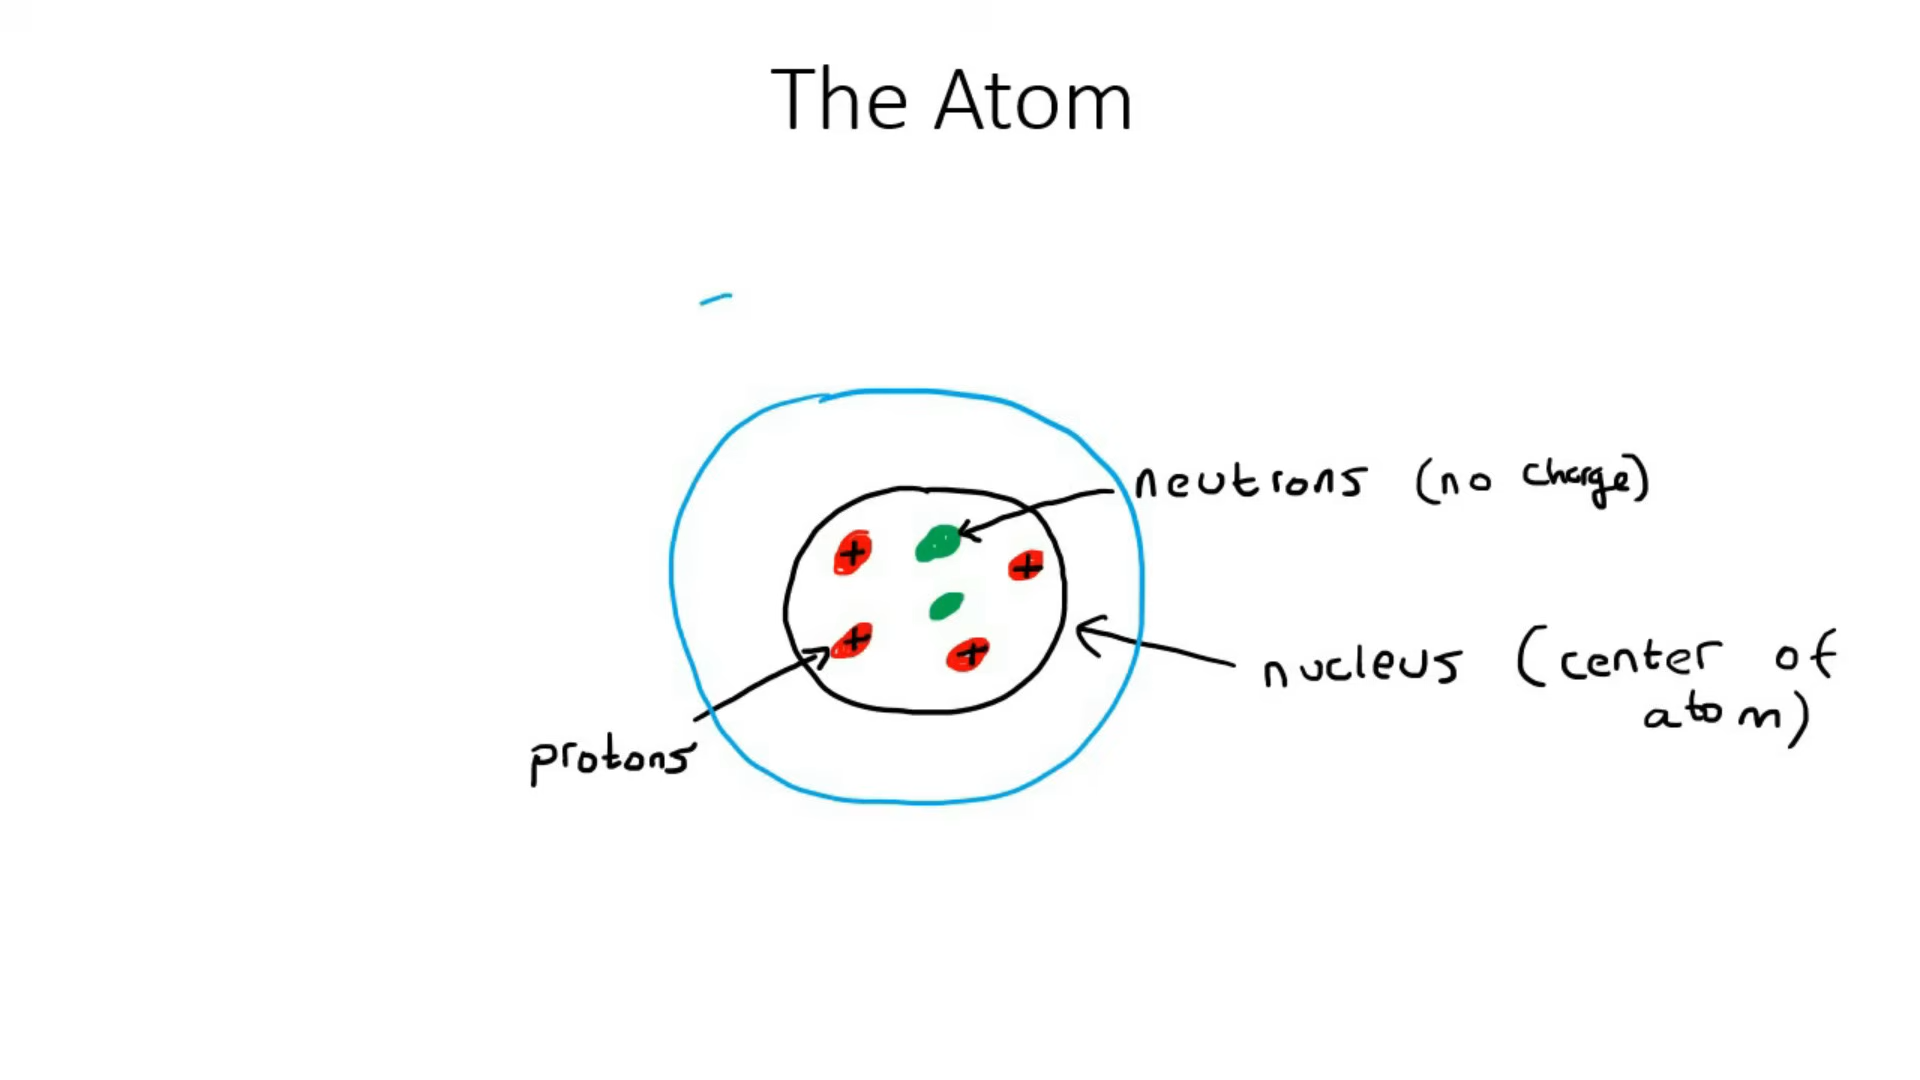 The Atom
neutrons (no charge)
+ +
+ +
nucleus (center of
atom)
protons